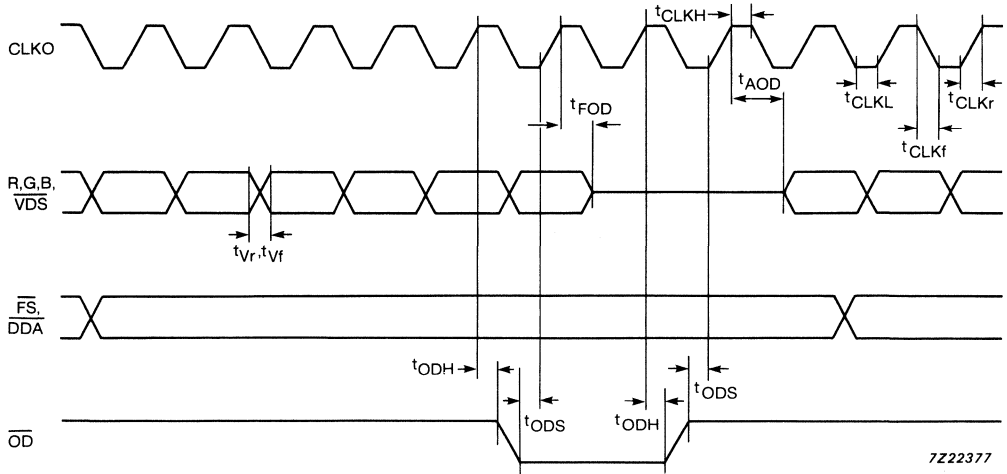 CLKO
tCLKH
tAOD
tFOD
tCLKL
tCLKr
tCLKf
R,G,B,
VDS
tVr,tVf
FS,
DDA
tODH
tODS
tODH
tODS
OD
7Z22377